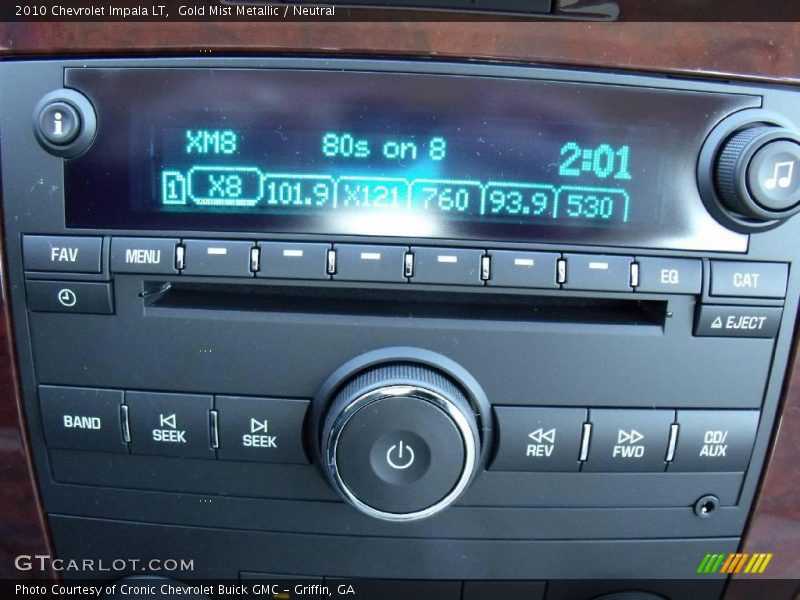 2010 Chevrolet Impala LT,  Gold Mist Metallic / Neutral
i
XM8 80s on 8 2:01
1 X8 101.9 X121 760 93.9 530
FAV MENU EQ CAT
EJECT
BAND SEEK SEEK REV FWD CD/
AUX
GTCARLOT.COM
Photo Courtesy of Cronic Chevrolet Buick GMC - Griffin, GA